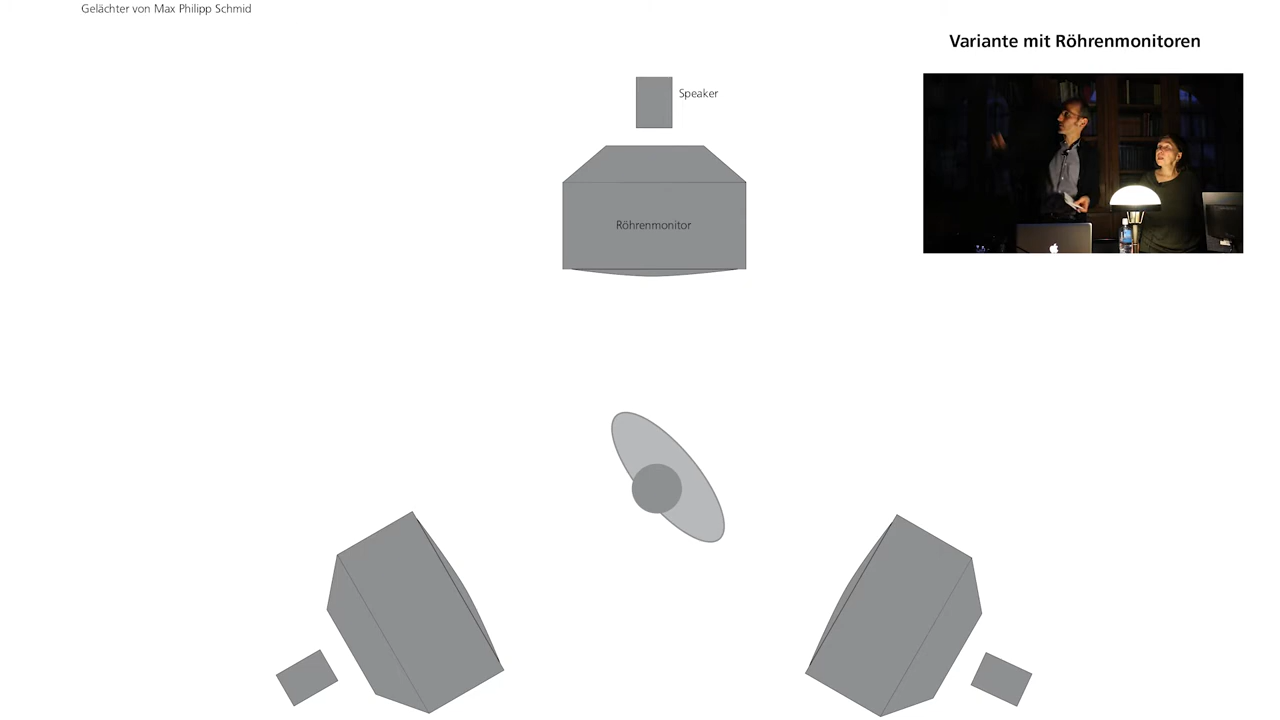 Gelächter von Max Philipp Schmid
Variante mit Röhrenmonitoren
Speaker
Röhrenmonitor